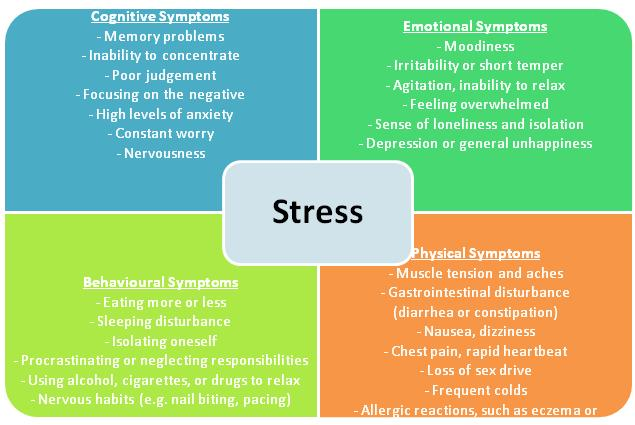 Cognitive Symptoms
- Memory problems
- Inability to concentrate
- Poor judgement
- Focusing on the negative
- High levels of anxiety
- Constant worry
- Nervousness
Emotional Symptoms
- Moodiness
- Irritability or short temper
- Agitation, inability to relax
- Feeling overwhelmed
- Sense of loneliness and isolation
- Depression or general unhappiness
Stress
Behavioural Symptoms
- Eating more or less
- Sleeping disturbance
- Isolating oneself
- Procrastinating or neglecting responsibilities
- Using alcohol, cigarettes, or drugs to relax
- Nervous habits (e.g. nail biting, pacing)
Physical Symptoms
- Muscle tension and aches
- Gastrointestinal disturbance
(diarrhea or constipation)
- Nausea, dizziness
- Chest pain, rapid heartbeat
- Loss of sex drive
- Frequent colds
- Allergic reactions, such as eczema or